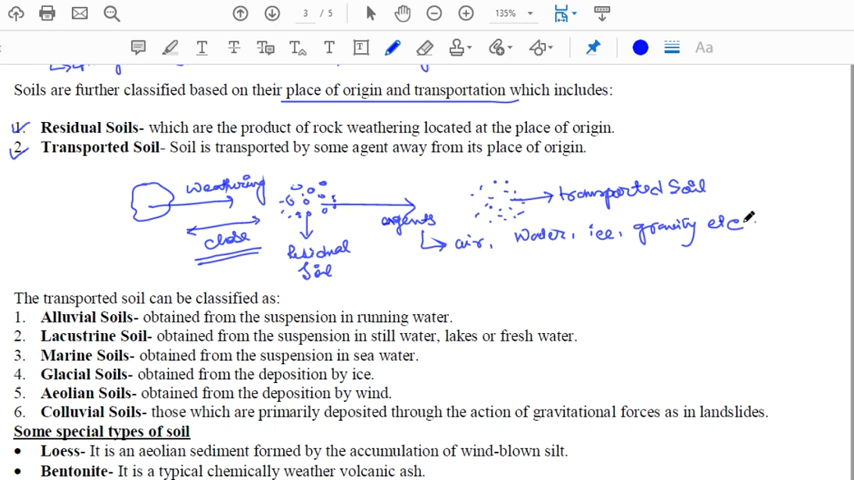 3 / 5
135%
Aa
Soils are further classified based on their place of origin and transportation which includes:
1. Residual Soils- which are the product of rock weathering located at the place of origin.
2. Transported Soil- Soil is transported by some agent away from its place of origin.
weathering
transported Soil
close
agents
air, water, ice, gravity etc
residual
Soil
The transported soil can be classified as:
1. Alluvial Soils- obtained from the suspension in running water.
2. Lacustrine Soil- obtained from the suspension in still water, lakes or fresh water.
3. Marine Soils- obtained from the suspension in sea water.
4. Glacial Soils- obtained from the deposition by ice.
5. Aeolian Soils- obtained from the deposition by wind.
6. Colluvial Soils- those which are primarily deposited through the action of gravitational forces as in landslides.
Some special types of soil
• Loess- It is an aeolian sediment formed by the accumulation of wind-blown silt.
• Bentonite- It is a typical chemically weather volcanic ash.